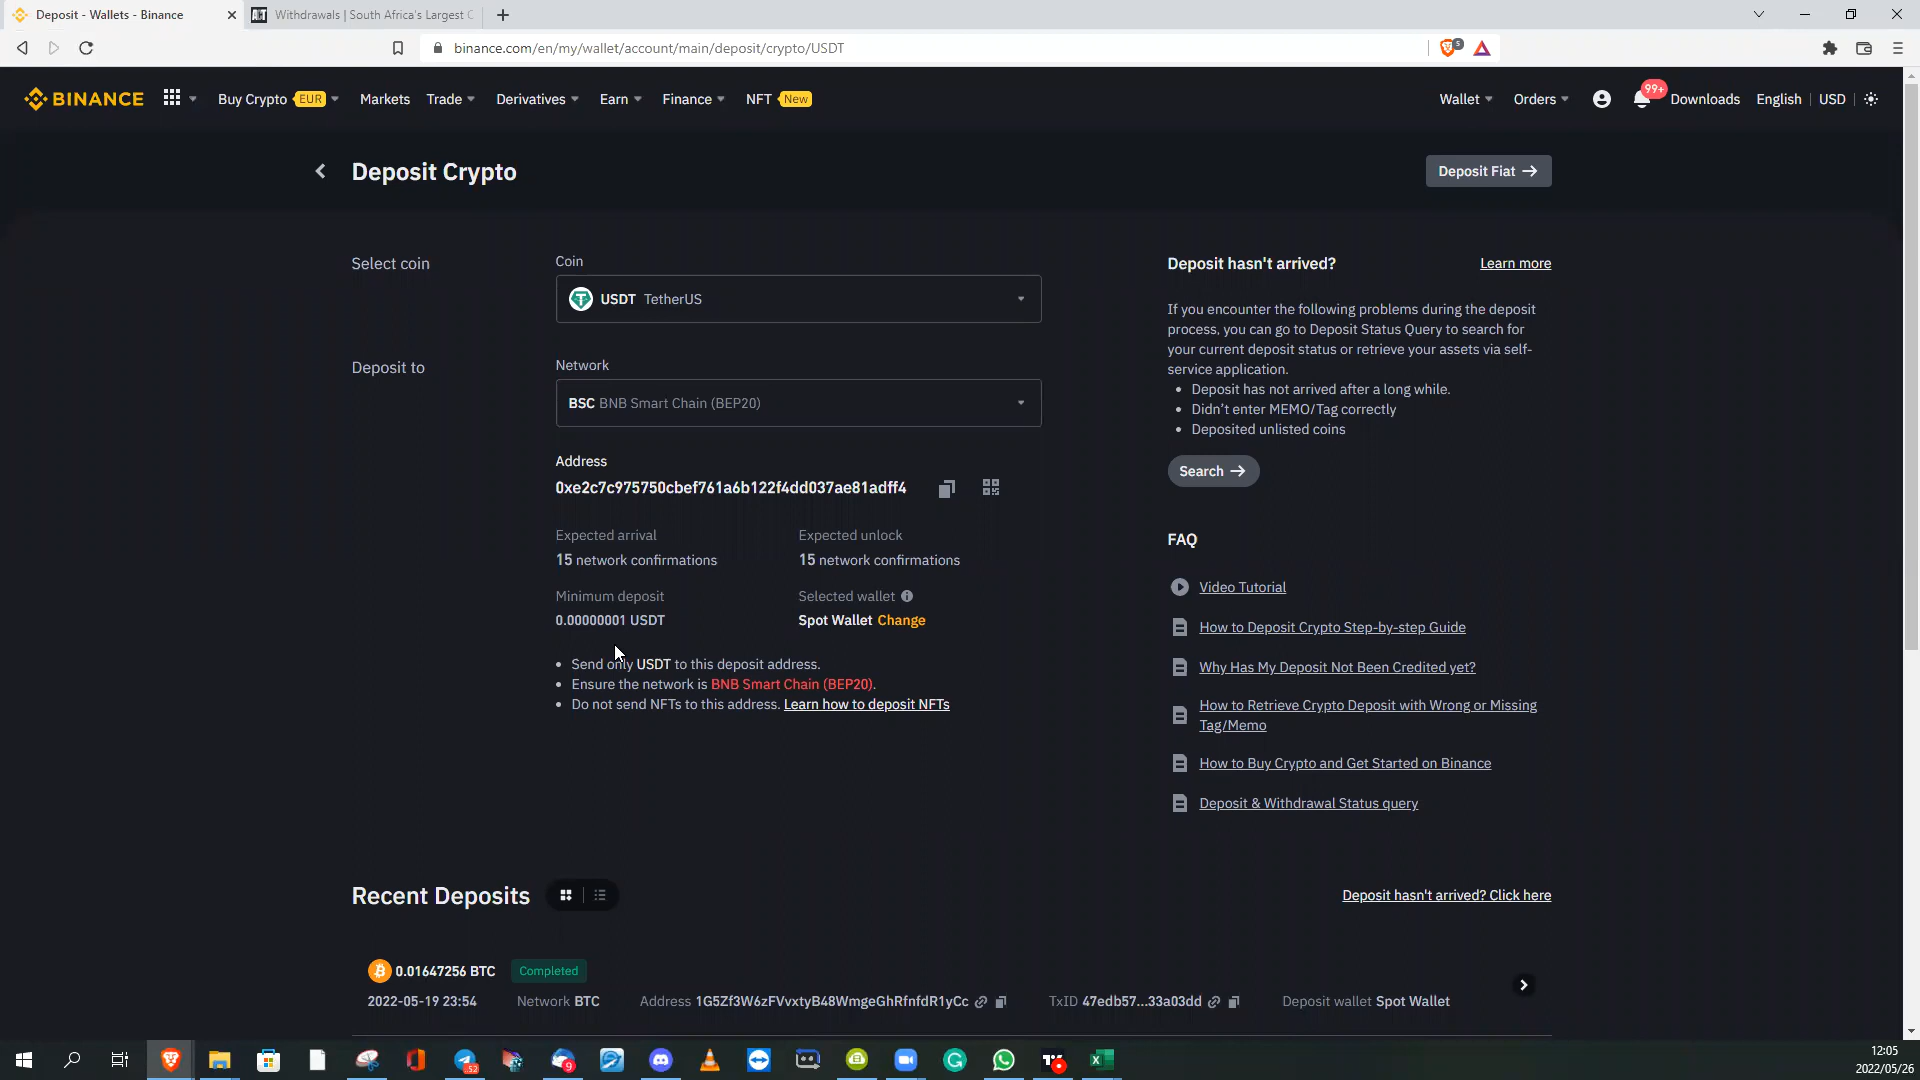 Deposit - Wallets - Binance
Withdrawals | South Africa's Largest C
binance.com/en/my/wallet/account/main/deposit/crypto/USDT
5
BINANCE
Buy Crypto EUR
Markets
Trade
Derivatives
Earn
Finance
NFT New
Wallet
Orders
99+
Downloads
English
USD
Deposit Crypto
Deposit Fiat →
Select coin
Coin
USDT TetherUS
Deposit to
Network
BSC BNB Smart Chain (BEP20)
Address
0xe2c7c975750cbef761a6b122f4dd037ae81adff4
Expected arrival
15 network confirmations
Expected unlock
15 network confirmations
Minimum deposit
0.00000001 USDT
Selected wallet
Spot Wallet Change
• Send only USDT to this deposit address.
• Ensure the network is BNB Smart Chain (BEP20).
• Do not send NFTs to this address. Learn how to deposit NFTs
Deposit hasn't arrived?
Learn more
If you encounter the following problems during the deposit
process, you can go to Deposit Status Query to search for
your current deposit status or retrieve your assets via self-
service application.
• Deposit has not arrived after a long while.
• Didn't enter MEMO/Tag correctly
• Deposited unlisted coins
Search →
FAQ
Video Tutorial
How to Deposit Crypto Step-by-step Guide
Why Has My Deposit Not Been Credited yet?
How to Retrieve Crypto Deposit with Wrong or Missing
Tag/Memo
How to Buy Crypto and Get Started on Binance
Deposit & Withdrawal Status query
Recent Deposits
Deposit hasn't arrived? Click here
0.01647256 BTC Completed
2022-05-19 23:54
Network BTC
Address 1G5Zf3W6zFVvxtyB48WmgeGhRfnfdR1yCc
TxID 47edb57...33a03dd
Deposit wallet Spot Wallet
52
9
12:05
2022/05/26